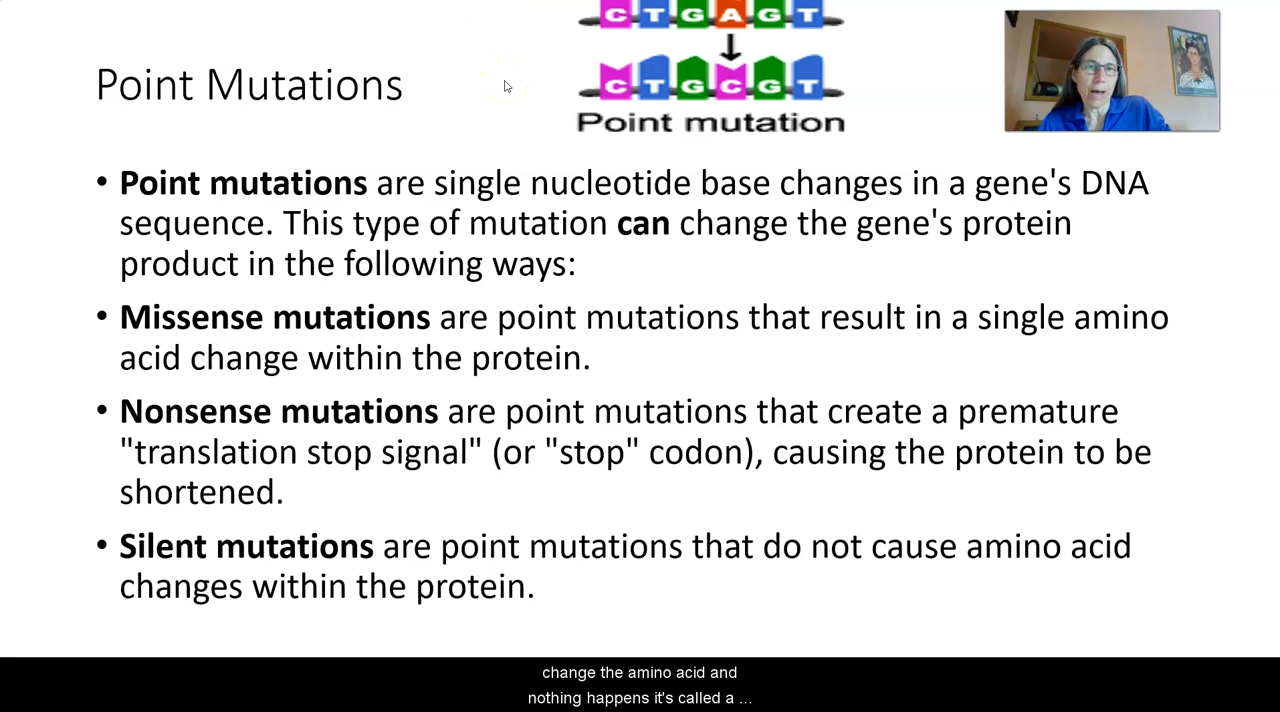 CTGAGT
CTGCGT
Point mutation
Point Mutations
• Point mutations are single nucleotide base changes in a gene's DNA
sequence. This type of mutation can change the gene's protein
product in the following ways:
• Missense mutations are point mutations that result in a single amino
acid change within the protein.
• Nonsense mutations are point mutations that create a premature
"translation stop signal" (or "stop" codon), causing the protein to be
shortened.
• Silent mutations are point mutations that do not cause amino acid
changes within the protein.
change the amino acid and
nothing happens it's called a ...